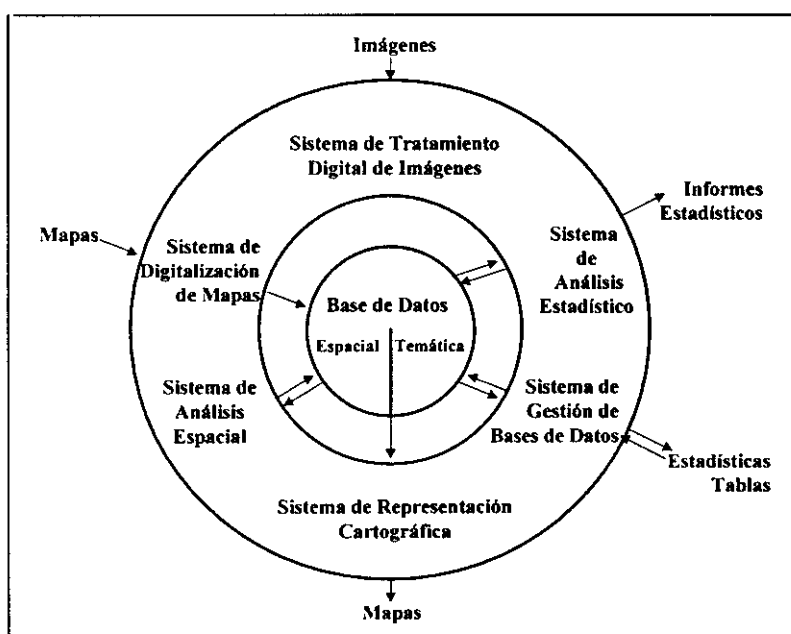 Imágenes
Sistema de Tratamiento
Digital de Imágenes
Informes
Estadísticos
Mapas
Sistema de
Digitalización
de Mapas
Sistema
de
Análisis
Estadístico
Base de Datos
Espacial
Temática
Sistema de
Análisis
Espacial
Sistema de
Gestión de
Bases de Datos
Estadísticas
Tablas
Sistema de Representación
Cartográfica
Mapas